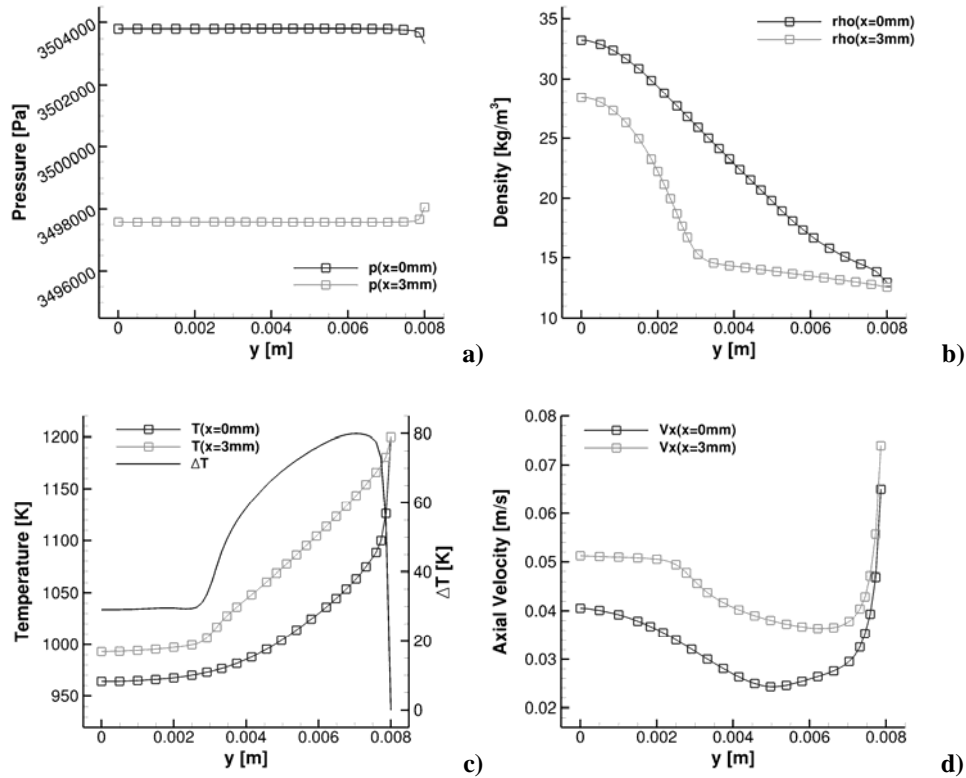 3504000
3502000
3500000
3498000
3496000
Pressure [Pa]
p(x=0mm)
p(x=3mm)
0 0.002 0.004 0.006 0.008
y [m]
a)
35
30
25
20
15
10
Density [kg/m³]
rho(x=0mm)
rho(x=3mm)
0 0.002 0.004 0.006 0.008
y [m]
b)
1200
1150
1100
1050
1000
950
Temperature [K]
T(x=0mm)
T(x=3mm)
ΔT
80
60
40
20
0
ΔT [K]
0 0.002 0.004 0.006 0.008
y [m]
c)
0.08
0.07
0.06
0.05
0.04
0.03
0.02
Axial Velocity [m/s]
Vx(x=0mm)
Vx(x=3mm)
0 0.002 0.004 0.006 0.008
y [m]
d)